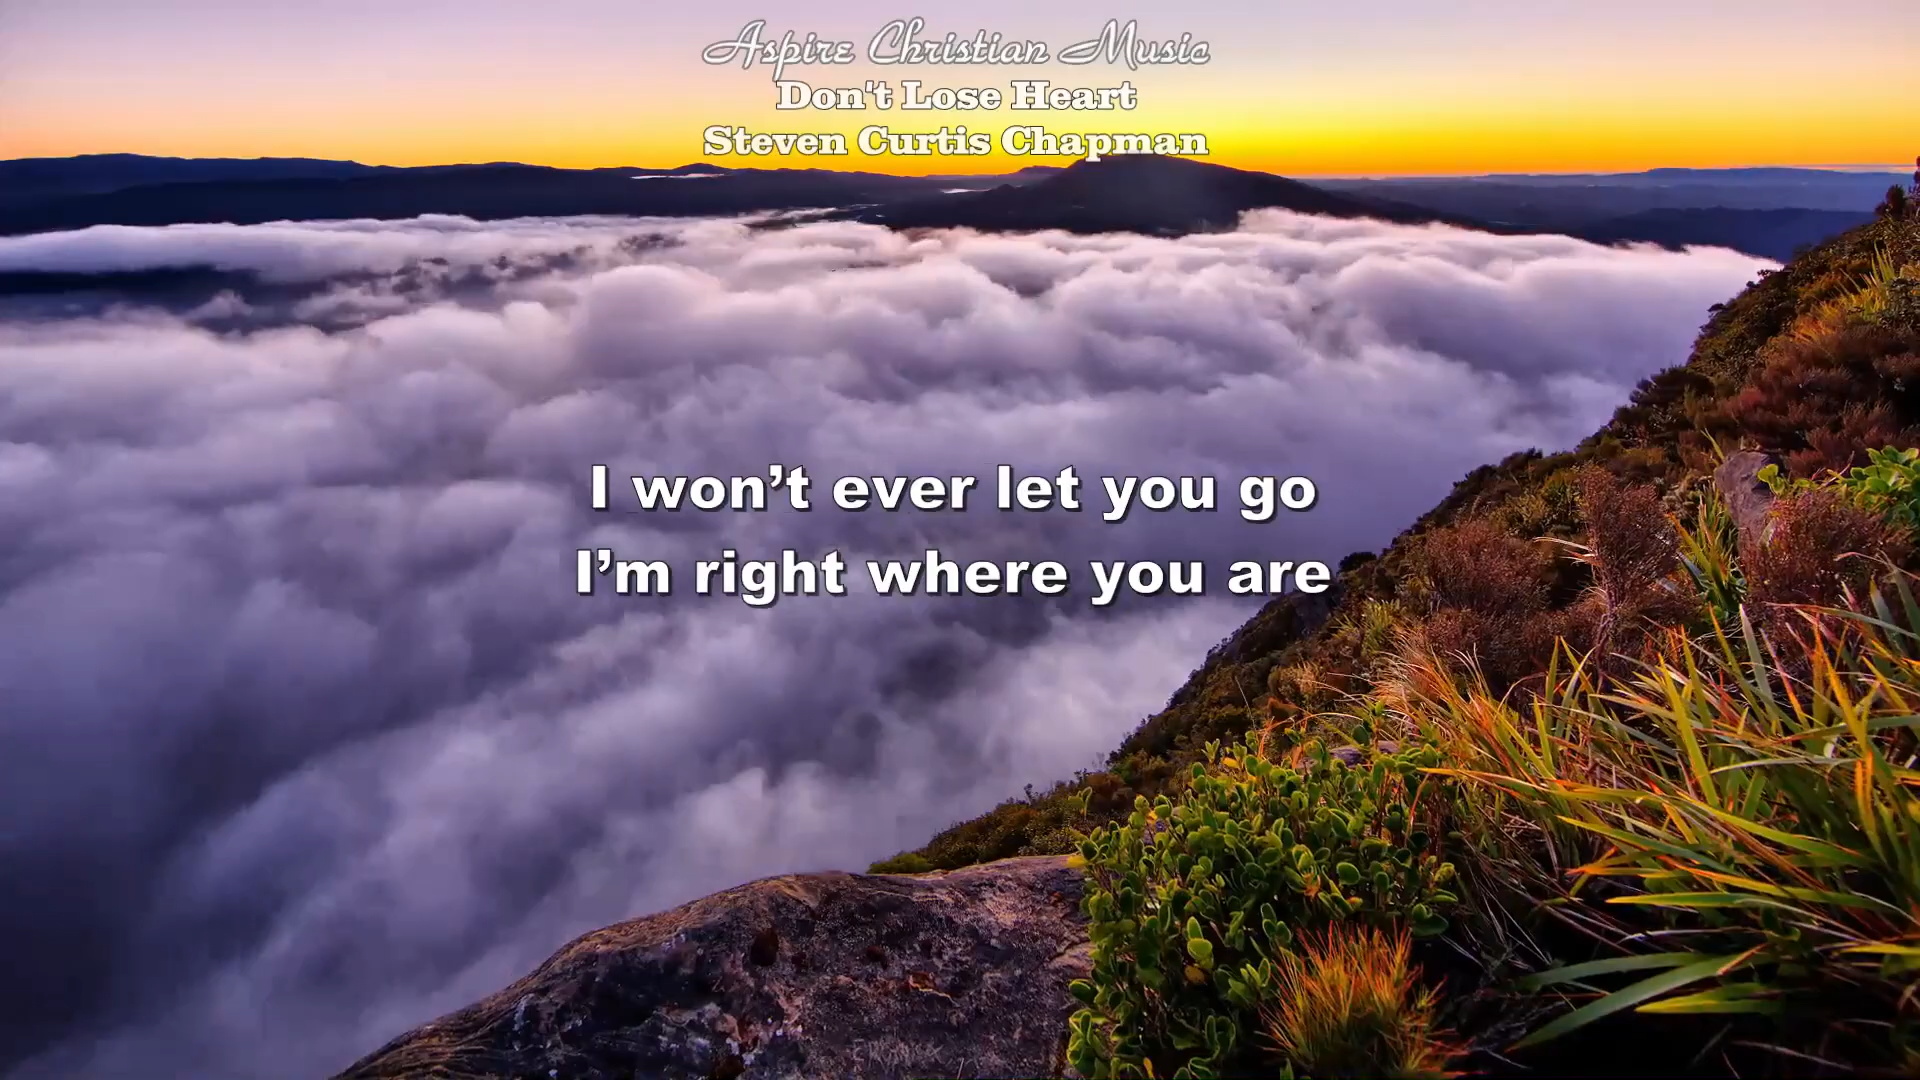 Aspire Christian Music
Don't Lose Heart
Steven Curtis Chapman
I won’t ever let you go
I’m right where you are